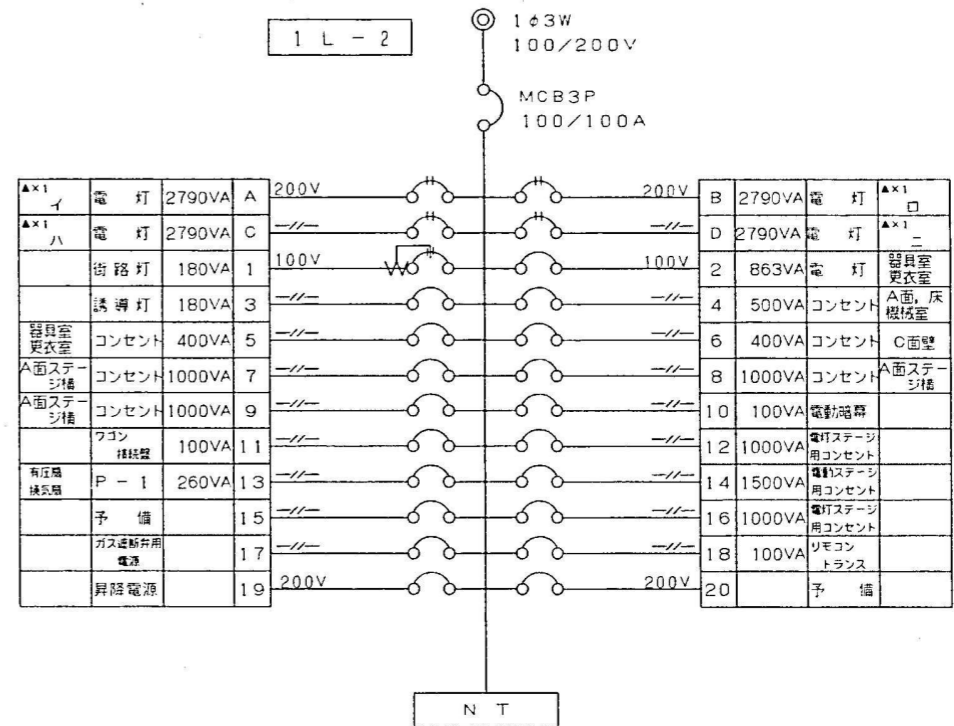 1 L - 2
1φ3W
100/200V
MCB3P
100/100A
▲×1 イ 電 灯 2790VA A 200V
200V B 2790VA 電 灯 ▲×1 ロ
▲×1 ハ 電 灯 2790VA C -//-
-//- D 2790VA 電 灯 ▲×1 ニ
街路灯 180VA 1 100V
100V 2 863VA 電 灯 器具室 更衣室
誘導灯 180VA 3 -//-
-//- 4 500VA コンセント A面,床 機械室
器具室 更衣室 コンセント 400VA 5 -//-
-//- 6 400VA コンセント C面壁
A面ステージ横 コンセント 1000VA 7 -//-
-//- 8 1000VA コンセント A面ステージ横
A面ステージ横 コンセント 1000VA 9 -//-
-//- 10 100VA 電動暗幕
ワゴン 接続盤 100VA 11 -//-
-//- 12 1000VA 電灯ステージ 用コンセント
有圧扇 換気扇 P - 1 260VA 13 -//-
-//- 14 1500VA 電動ステージ 用コンセント
予 備 15 -//-
-//- 16 1000VA 電灯ステージ 用コンセント
ガス遮断弁用 電源 17 -//-
-//- 18 100VA リモコン トランス
昇降電源 19 200V
200V 20 予 備
N T